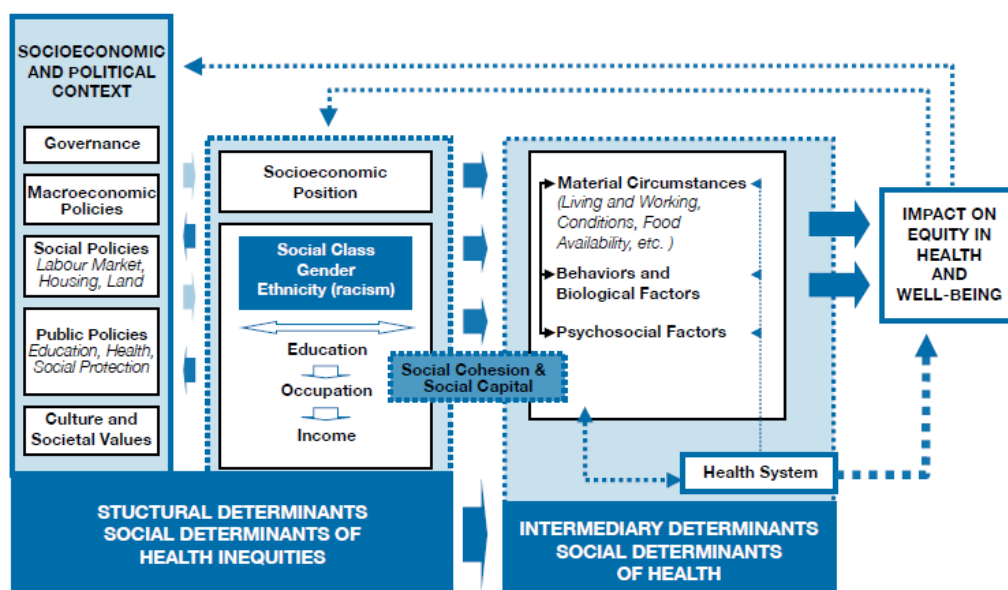 SOCIOECONOMIC
AND POLITICAL
CONTEXT
Governance
Macroeconomic
Policies
Social Policies
Labour Market,
Housing, Land
Public Policies
Education, Health,
Social Protection
Culture and
Societal Values
Socioeconomic
Position
Social Class
Gender
Ethnicity (racism)
Education
Occupation
Income
Social Cohesion &
Social Capital
Material Circumstances
(Living and Working,
Conditions, Food
Availability, etc. )
Behaviors and
Biological Factors
Psychosocial Factors
Health System
IMPACT ON
EQUITY IN
HEALTH
AND
WELL-BEING
STUCTURAL DETERMINANTS
SOCIAL DETERMINANTS OF
HEALTH INEQUITIES
INTERMEDIARY DETERMINANTS
SOCIAL DETERMINANTS
OF HEALTH